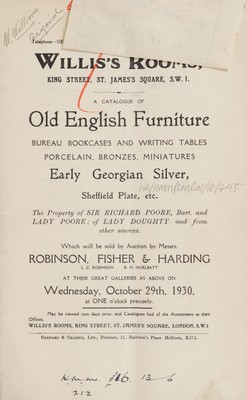 Telephone—GE
WILLIS'S ROOMS,
KING STREET, ST. JAMES'S SQUARE, S.W.1.
A CATALOGUE OF
Old English Furniture
BUREAU BOOKCASES AND WRITING TABLES
PORCELAIN, BRONZES, MINIATURES
Early Georgian Silver,
Sheffield Plate, etc.
The Property of SIR RICHARD POORE, Bart. and
LADY POORE; of LADY DOUGHTY and from
other sources.
Which will be sold by Auction by Messrs.
ROBINSON, FISHER & HARDING
L. G. ROBINSON R. H. HURLBATT
AT THEIR GREAT GALLERIES AS ABOVE ON
Wednesday, October 29th, 1930,
at ONE o'clock precisely.
May be viewed two days prior, and Catalogues had of the Auctioneers at their
Offices,
WILLIS'S ROOMS, KING STREET, ST. JAMES'S SQUARE, LONDON, S.W.1
212